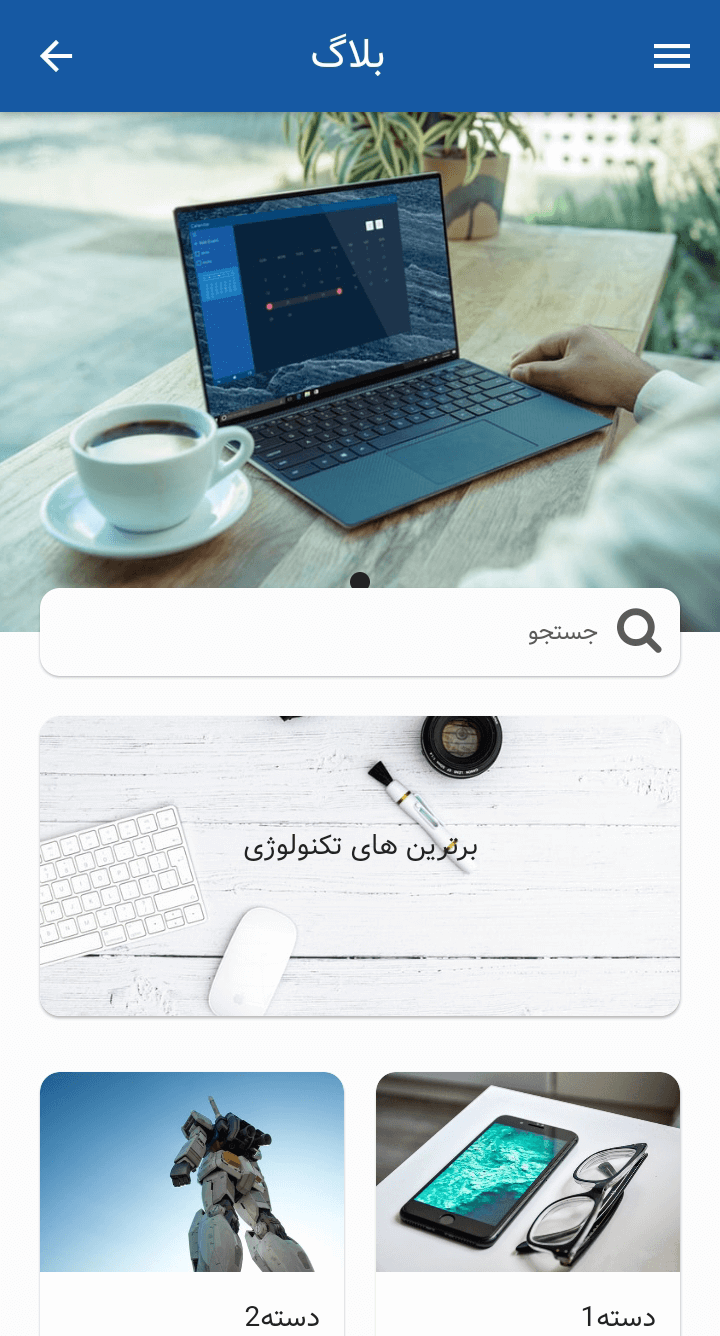 بلاگ
جستجو
برترین های تکنولوژی
دسته1
دسته2